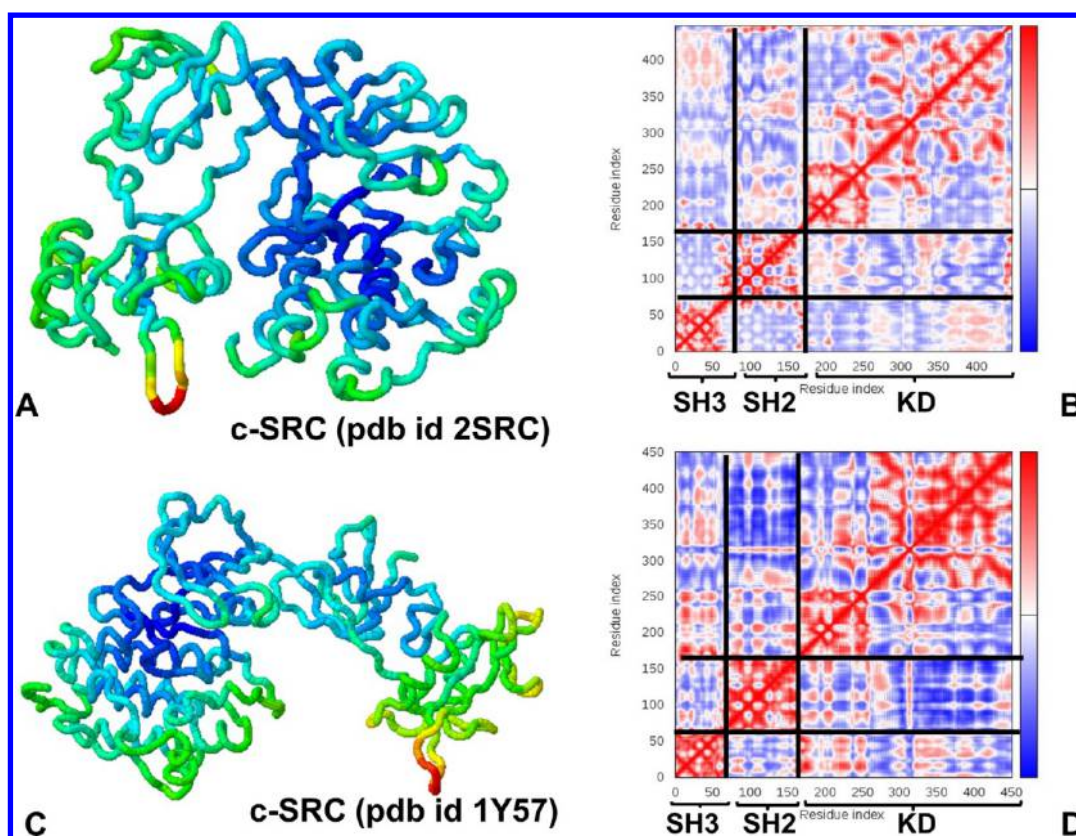 A
c-SRC (pdb id 2SRC)
400
350
300
250
200
150
100
50
0
Residue index
0 50 100 150 200 250 300 350 400
Residue index
SH3 SH2 KD
B
C
c-SRC (pdb id 1Y57)
450
400
350
300
250
200
150
100
50
0
Residue index
0 50 100 150 200 250 300 350 400 450
Residue index
SH3 SH2 KD
D